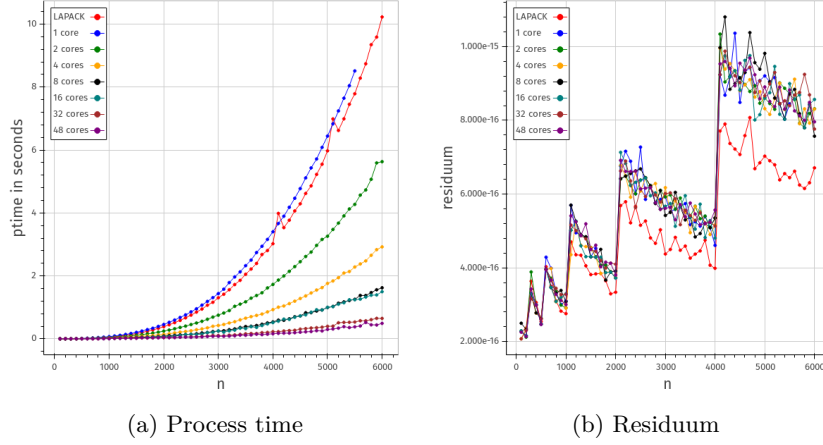 LAPACK
1 core
2 cores
4 cores
8 cores
16 cores
32 cores
48 cores
10
8
6
4
2
0
ptime in seconds
0
1000
2000
3000
4000
5000
6000
n
(a) Process time
LAPACK
1 core
2 cores
4 cores
8 cores
16 cores
32 cores
48 cores
1.000e-15
8.000e-16
6.000e-16
4.000e-16
2.000e-16
residuum
0
1000
2000
3000
4000
5000
6000
n
(b) Residuum